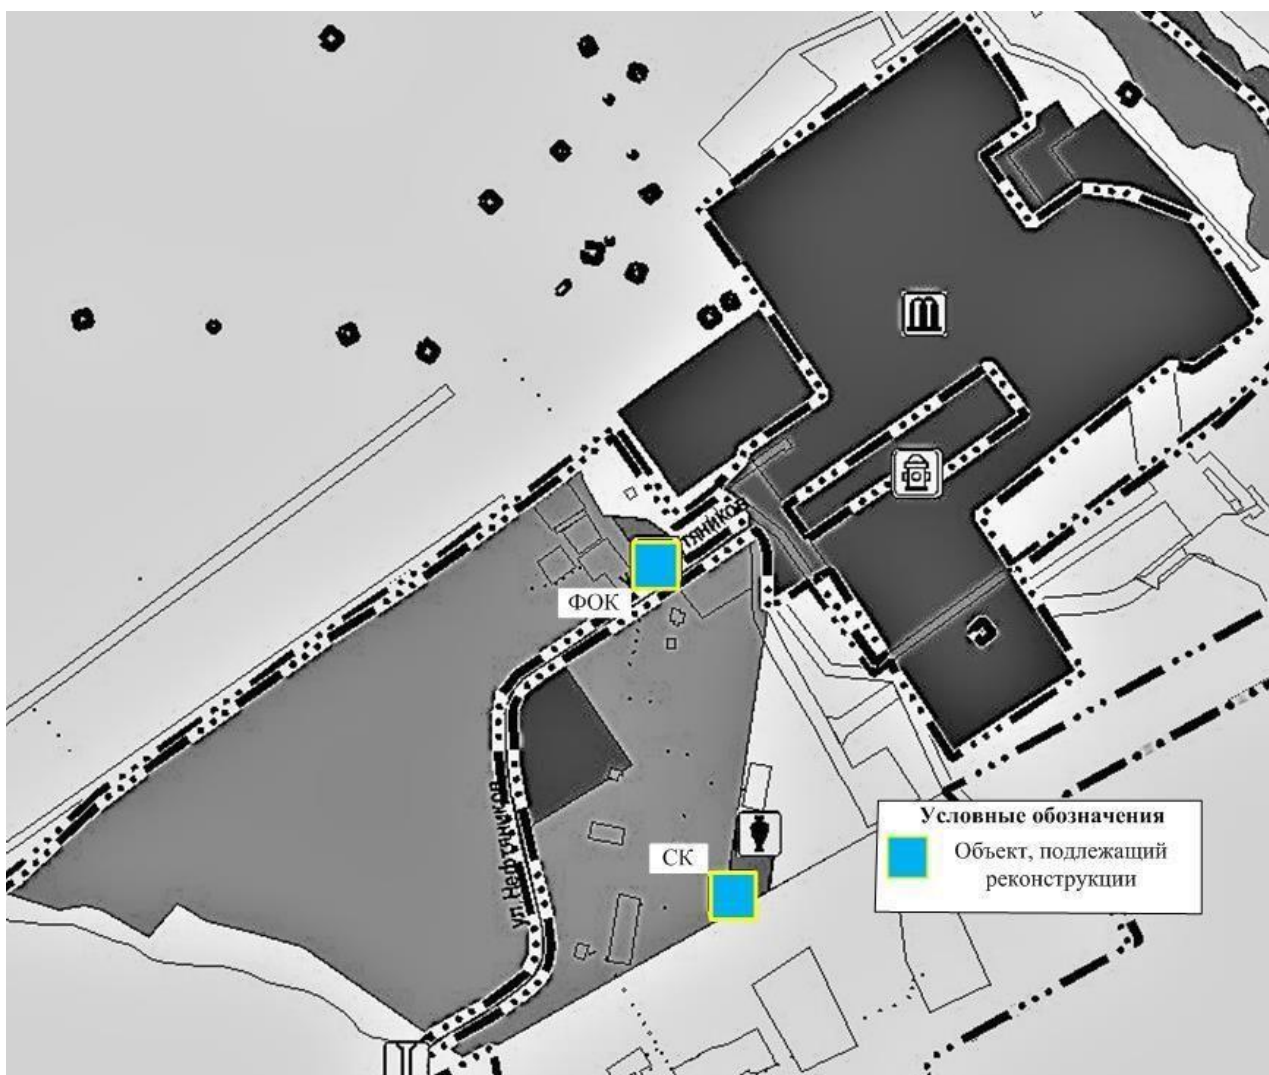 тяников
ФОК
ул.Нефтяников
СК
Условные обозначения
Объект, подлежащий
реконструкции